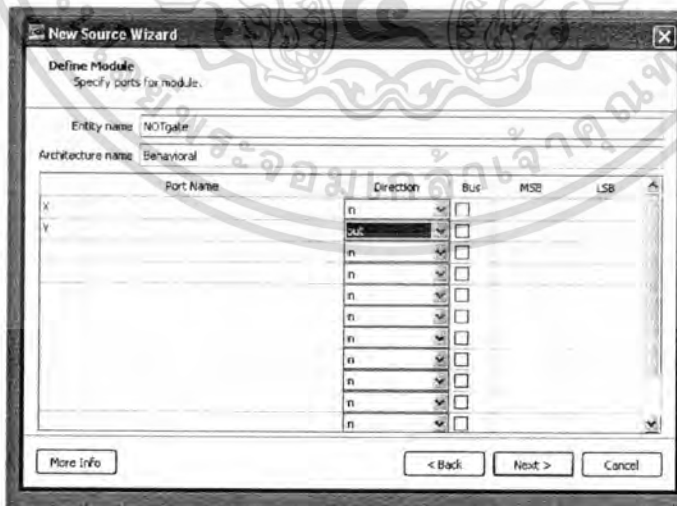 New Source Wizard
Define Module
Specify ports for module.
Entity name NOTgate
Architecture name Behavioral
Port Name Direction Bus MSB LSB
X in
Y out
in
in
in
in
in
in
in
in
in
More Info < Back Next > Cancel